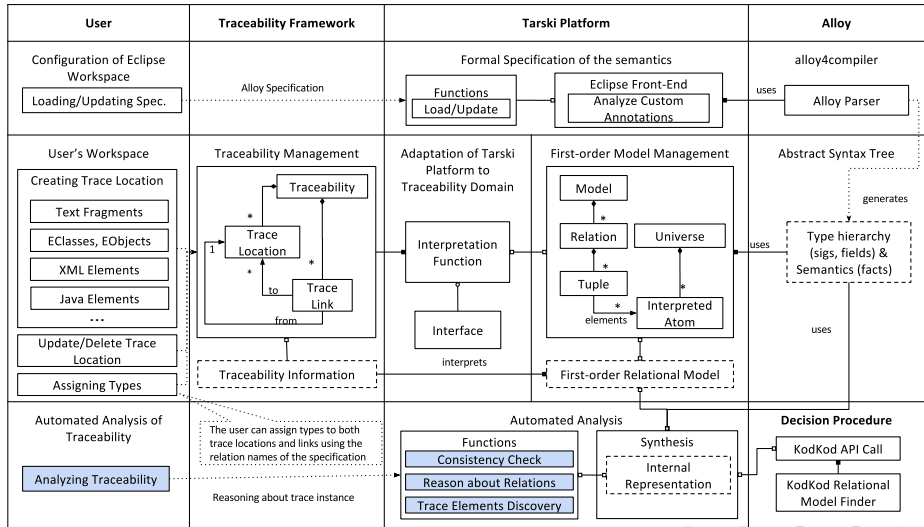 User
Traceability Framework
Tarski Platform
Alloy
Configuration of Eclipse
Workspace
Loading/Updating Spec.
Alloy Specification
Formal Specification of the semantics
Functions
Load/Update
Eclipse Front-End
Analyze Custom
Annotations
uses
alloy4compiler
Alloy Parser
User's Workspace
Creating Trace Location
Text Fragments
EClasses, EObjects
XML Elements
Java Elements
...
Update/Delete Trace
Location
Assigning Types
Traceability Management
Traceability
*
1
Trace
Location
*
*
to
Trace
Link
from
Traceability Information
Adaptation of Tarski
Platform to
Traceability Domain
Interpretation
Function
Interface
interprets
First-order Model Management
Model
*
Relation
Universe
*
Tuple
*
*
elements
Interpreted
Atom
First-order Relational Model
uses
Abstract Syntax Tree
generates
Type hierarchy
(sigs, fields) &
Semantics (facts)
uses
Automated Analysis of
Traceability
Analyzing Traceability
The user can assign types to both
trace locations and links using the
relation names of the specification
Reasoning about trace instance
Automated Analysis
Functions
Consistency Check
Reason about Relations
Trace Elements Discovery
Synthesis
Internal
Representation
Decision Procedure
KodKod API Call
KodKod Relational
Model Finder